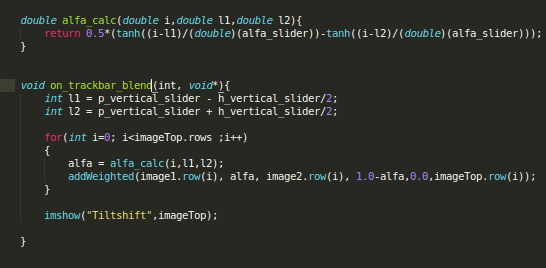 double alfa_calc(double i,double l1,double l2){
return 0.5*(tanh((i-l1)/(double)(alfa_slider))-tanh((i-l2)/(double)(alfa_slider)));
}
void on_trackbar_blend(int, void*){
int l1 = p_vertical_slider - h_vertical_slider/2;
int l2 = p_vertical_slider + h_vertical_slider/2;
for(int i=0; i<imageTop.rows ;i++)
{
alfa = alfa_calc(i,l1,l2);
addWeighted(image1.row(i), alfa, image2.row(i), 1.0-alfa,0.0,imageTop.row(i));
}
imshow("Tiltshift",imageTop);
}